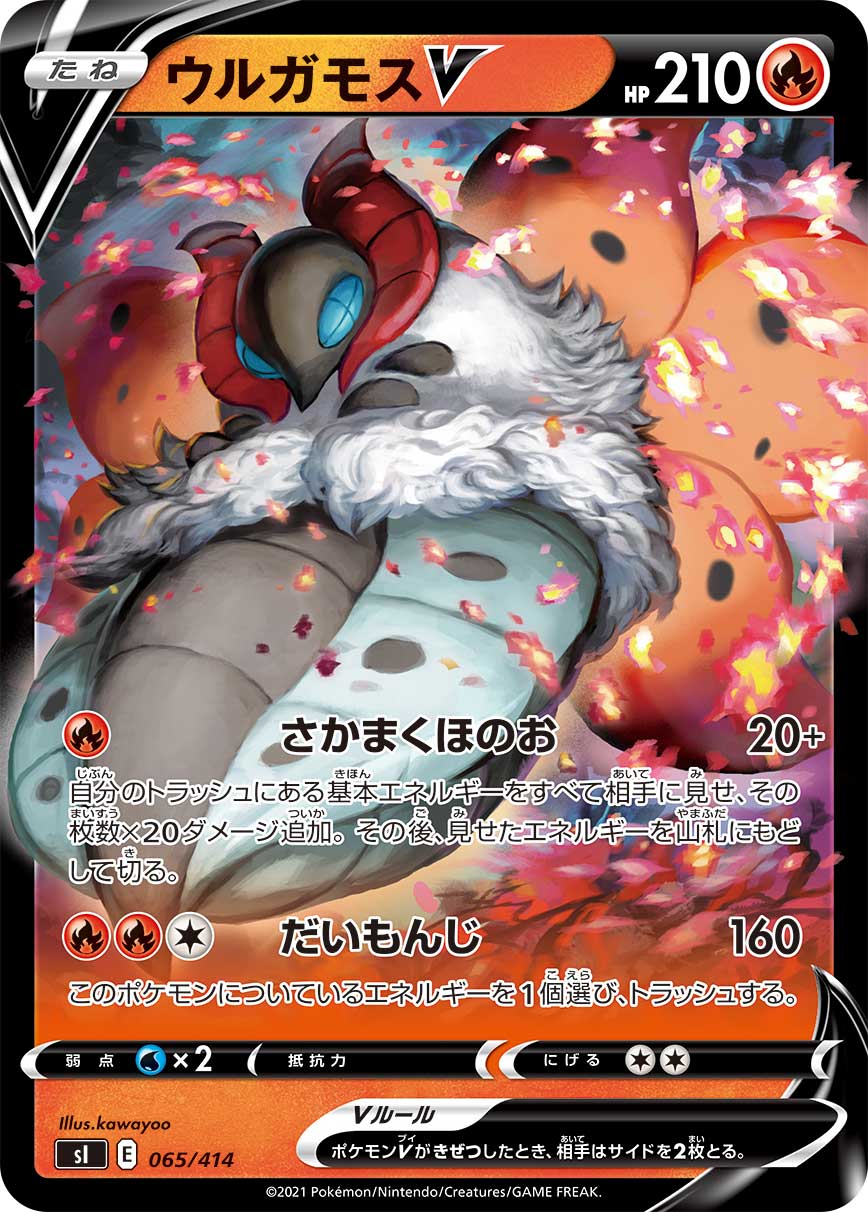 たね ウルガモスV HP 210
さかまくほのお 20+
自分のトラッシュにある基本エネルギーをすべて相手に見せ、その
枚数×20ダメージ追加。その後、見せたエネルギーを山札にもど
して切る。
だいもんじ 160
このポケモンについているエネルギーを1個選び、トラッシュする。
弱点 ×2 抵抗力 にげる
Illus.kawayoo
Vルール
ポケモンVがきぜつしたとき、相手はサイドを2枚とる。
sI E 065/414
©2021 Pokémon/Nintendo/Creatures/GAME FREAK.